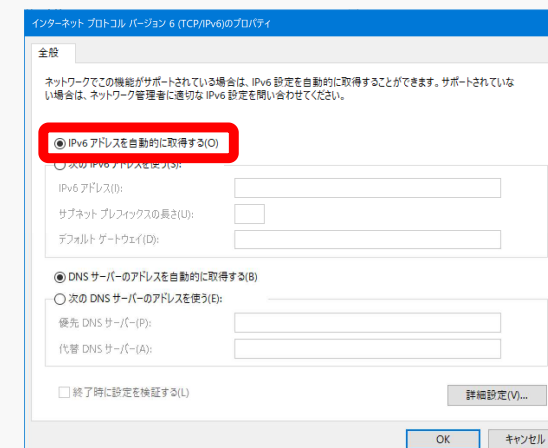 インターネット プロトコル バージョン 6 (TCP/IPv6)のプロパティ
全般
ネットワークでこの機能がサポートされている場合は、IPv6 設定を自動的に取得することができます。サポートされていな
い場合は、ネットワーク管理者に適切な IPv6 設定を問い合わせてください。
IPv6 アドレスを自動的に取得する(O)
次の IPv6 アドレスを使う(S):
IPv6 アドレス(I):
サブネット プレフィックスの長さ(U):
デフォルト ゲートウェイ(D):
DNS サーバーのアドレスを自動的に取得する(B)
次の DNS サーバーのアドレスを使う(E):
優先 DNS サーバー(P):
代替 DNS サーバー(A):
終了時に設定を検証する(L)
詳細設定(V)...
OK
キャンセル